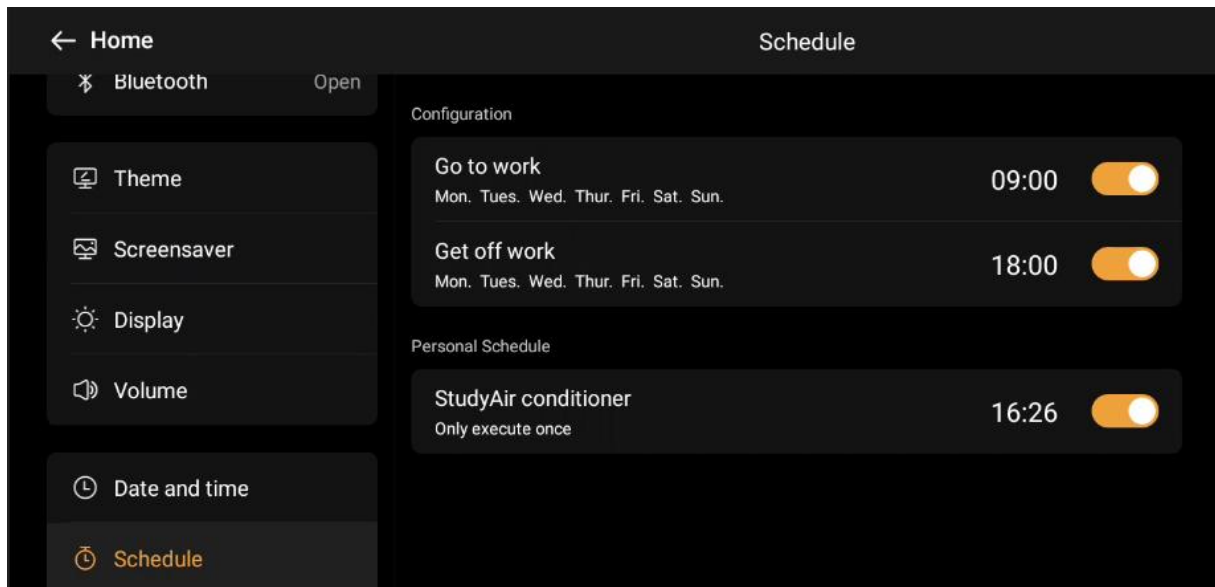 Home
Schedule
Bluetooth Open
Theme
Screensaver
Display
Volume
Date and time
Schedule
Configuration
Go to work 09:00
Mon. Tues. Wed. Thur. Fri. Sat. Sun.
Get off work 18:00
Mon. Tues. Wed. Thur. Fri. Sat. Sun.
Personal Schedule
StudyAir conditioner 16:26
Only execute once